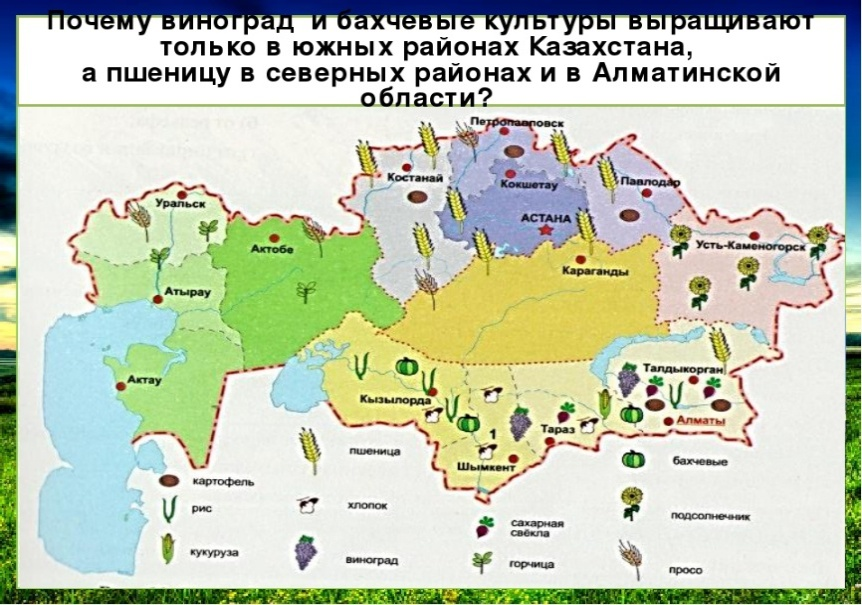 Почему виноград и бахчевые культуры выращивают
только в южных районах Казахстана,
а пшеницу в северных районах и в Алматинской
области?
Петропавловск
Костанай
Кокшетау
Павлодар
Уральск
АСТАНА
Актобе
Усть-Каменогорск
Караганды
Атырау
Актау
Талдыкорган
Кызылорда
Алматы
1
Тараз
Шымкент
пшеница
бахчевые
картофель
рис
хлопок
подсолнечник
сахарная
свёкла
кукуруза
виноград
горчица
просо